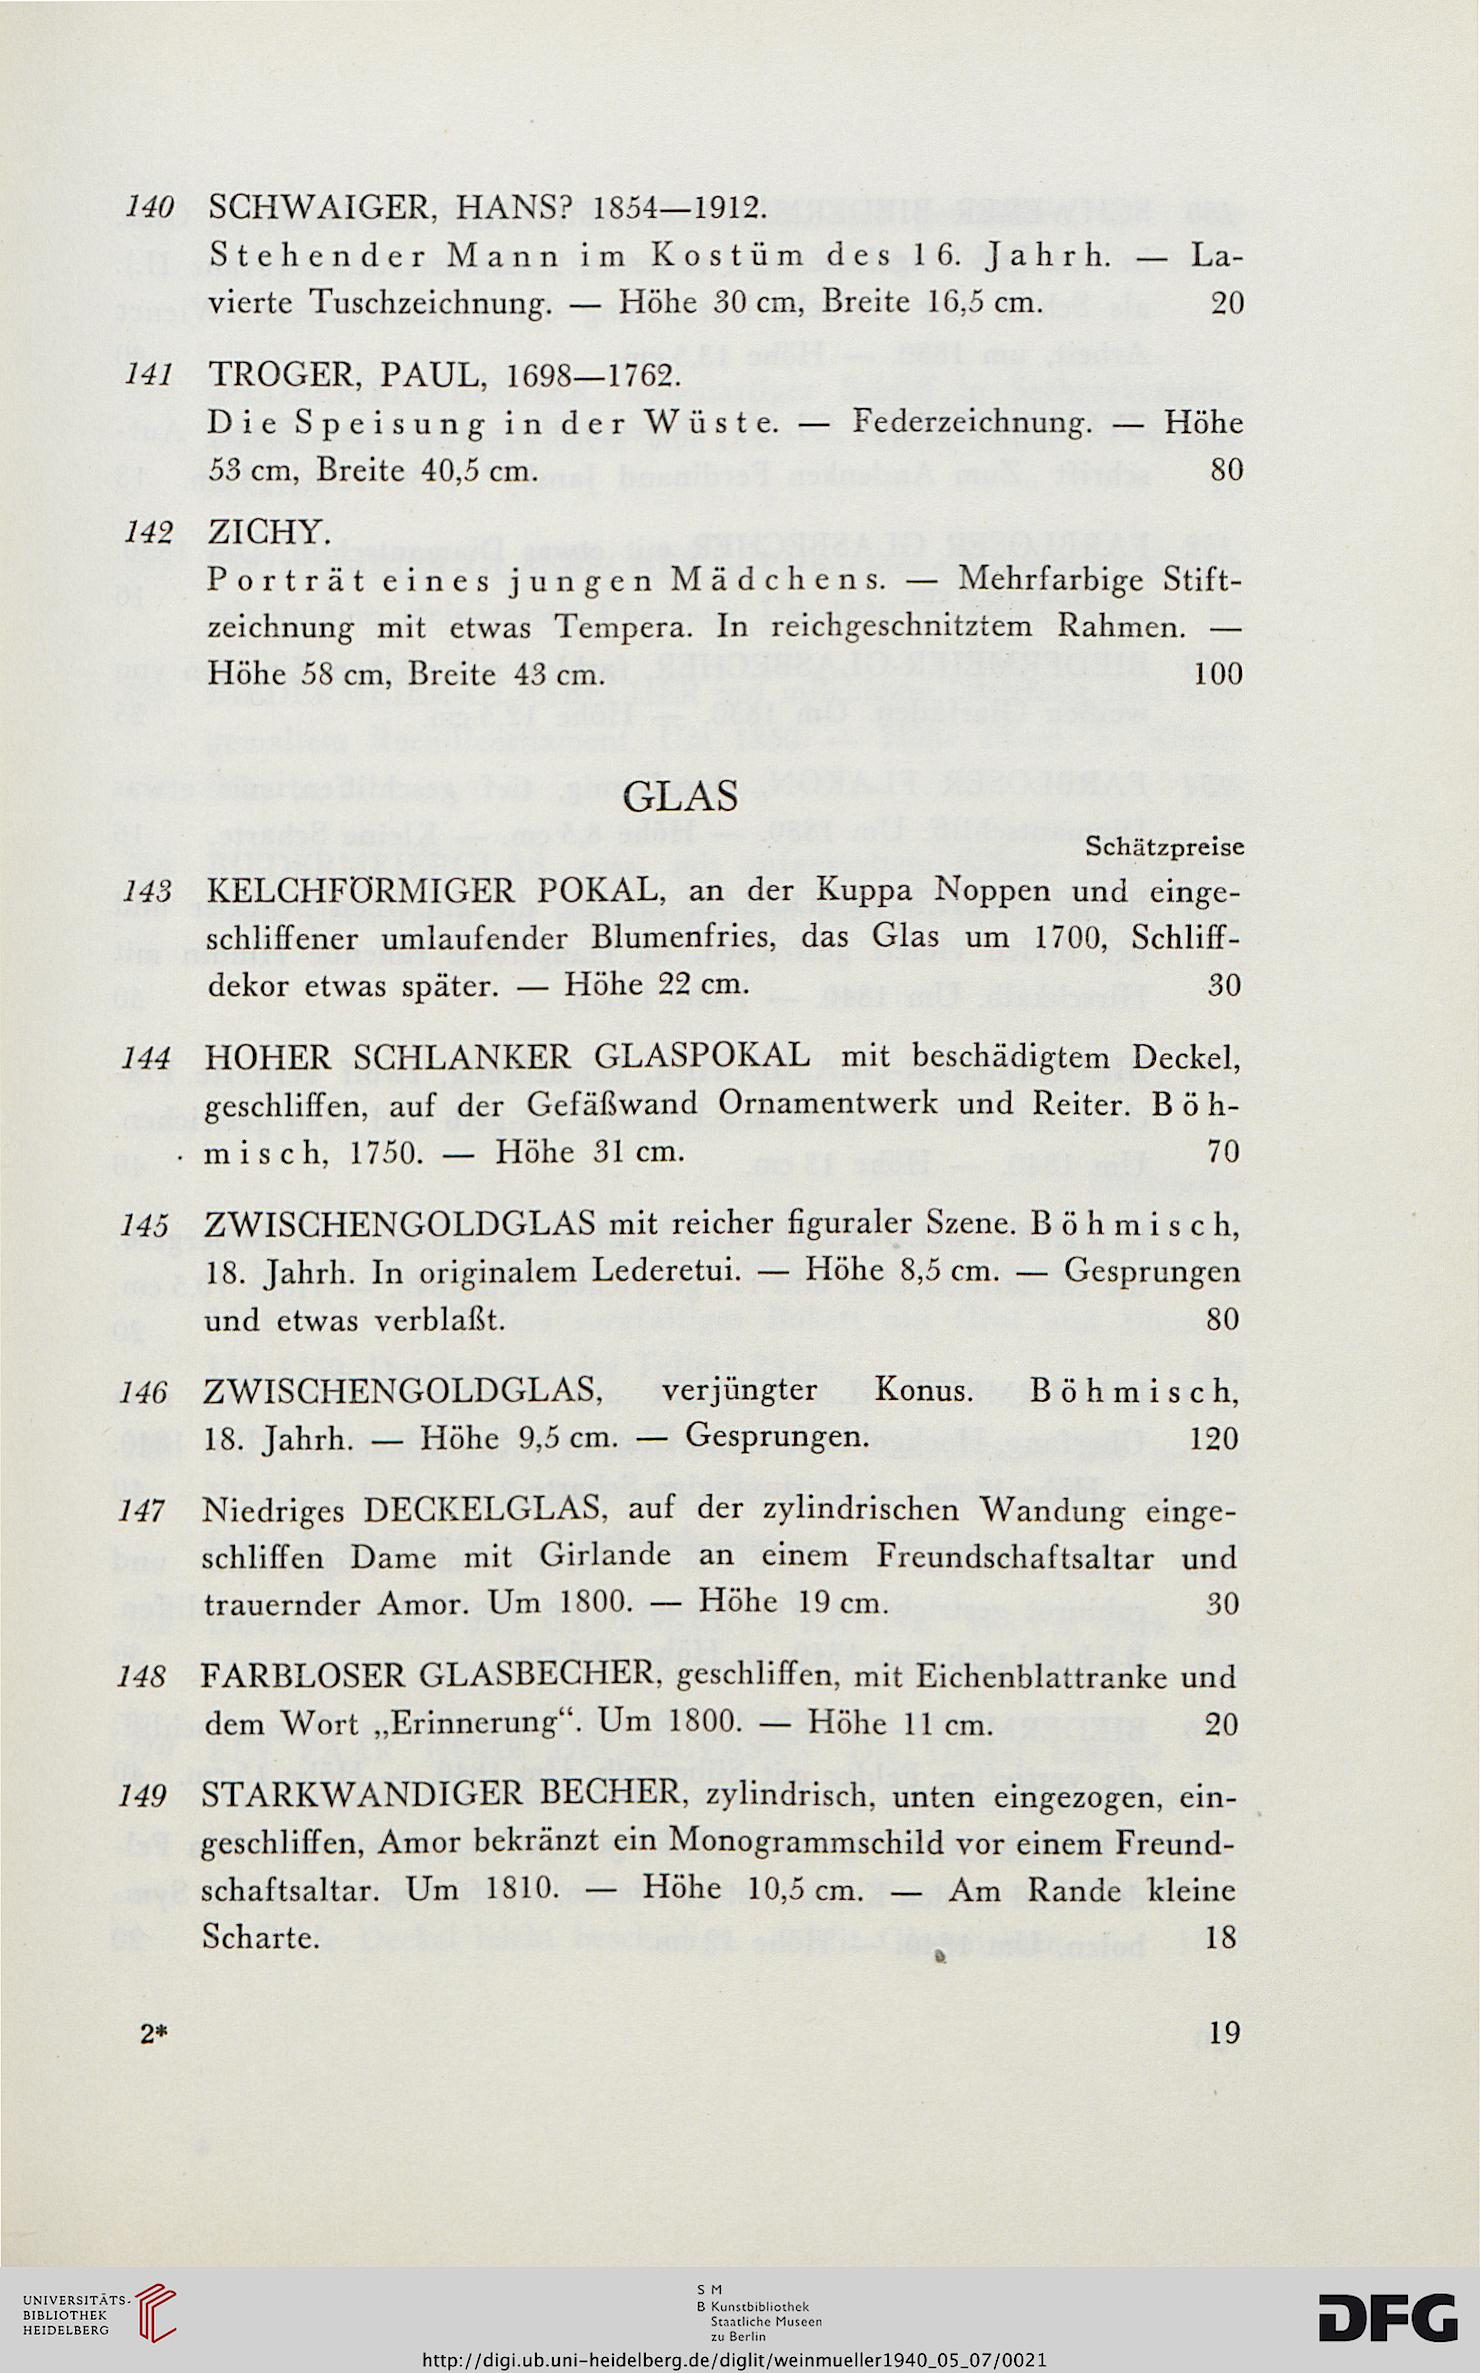 140 SCHWAIGER, HANS? 1854—1912.
Stehender Mann im Kostüm des 16. Jahrh. — La-
vierte Tuschzeichnung. — Höhe 30 cm, Breite 16,5 cm. 20
141 TROGER, PAUL, 1698—1762.
Die Speisung in der Wüste. — Federzeichnung. — Höhe
53 cm, Breite 40,5 cm. 80
142 ZICHY.
Porträt eines jungen Mädchens. — Mehrfarbige Stift-
zeichnung mit etwas Tempera. In reichgeschnitztem Rahmen. —
Höhe 58 cm, Breite 43 cm. 100
GLAS
Schätzpreise
143 KELCHFÖRMIGER POKAL, an der Kuppa Noppen und einge-
schliffener umlaufender Blumenfries, das Glas um 1700, Schliff-
dekor etwas später. — Höhe 22 cm. 30
144 HOHER SCHLANKER GLASPOKAL mit beschädigtem Deckel,
geschliffen, auf der Gefäßwand Ornamentwerk und Reiter. Böh-
misch, 1750. — Höhe 31 cm. 70
145 ZWISCHENGOLDGLAS mit reicher figuraler Szene. Böhmisch,
18. Jahrh. In originalem Lederetui. — Höhe 8,5 cm. — Gesprungen
und etwas verblaßt. 80
146 ZWISCHENGOLDGLAS, verjüngter Konus. Böhmisch,
18. Jahrh. — Höhe 9,5 cm. — Gesprungen. 120
147 Niedriges DECKELGLAS, auf der zylindrischen Wandung einge-
schliffen Dame mit Girlande an einem Freundschaftsaltar und
trauernder Amor. Um 1800. — Höhe 19 cm. 30
148 FARBLOSER GLASBECHER, geschliffen, mit Eichenblattranke und
dem Wort „Erinnerung“. Um 1800. — Höhe 11 cm. 20
149 STARKWANDIGER BECHER, zylindrisch, unten eingezogen, ein-
geschliffen, Amor bekränzt ein Monogrammschild vor einem Freund-
schaftsaltar. Um 1810. — Höhe 10,5 cm. — Am Rande kleine
Scharte. 18
2* 19
UNIVERSITÄTS-
BIBLIOTHEK
HEIDELBERG
S M
B Kunstbibliothek
Staatliche Museen
zu Berlin
DFG
http://digi.ub.uni-heidelberg.de/diglit/weinmueller1940_05_07/0021